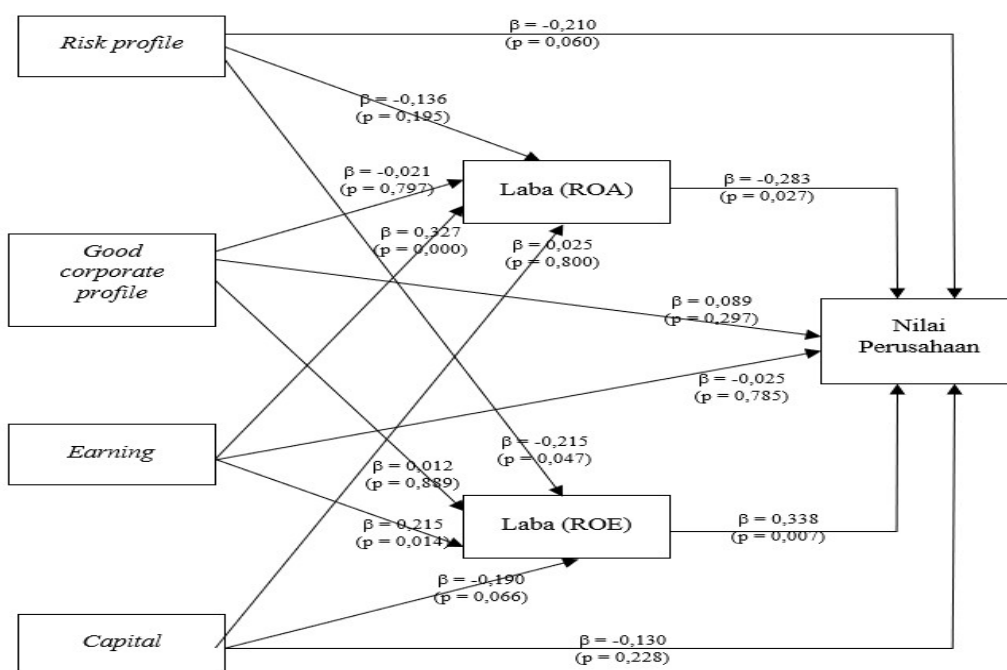 β = -0,210
(p = 0,060)
Risk profile
β = -0,136
(p = 0,195)
β = -0,021
(p = 0,797)
Laba (ROA)
β = -0,283
(p = 0,027)
β = 0,327
(p = 0,000)
β = 0,025
(p = 0,800)
Good
corporate
profile
β = 0,089
(p = 0,297)
Nilai
Perusahaan
β = -0,025
(p = 0,785)
Earning
β = -0,215
(p = 0,047)
β = 0,012
(p = 0,889)
β = 0,215
(p = 0,014)
Laba (ROE)
β = 0,338
(p = 0,007)
β = -0,190
(p = 0,066)
Capital
β = -0,130
(p = 0,228)